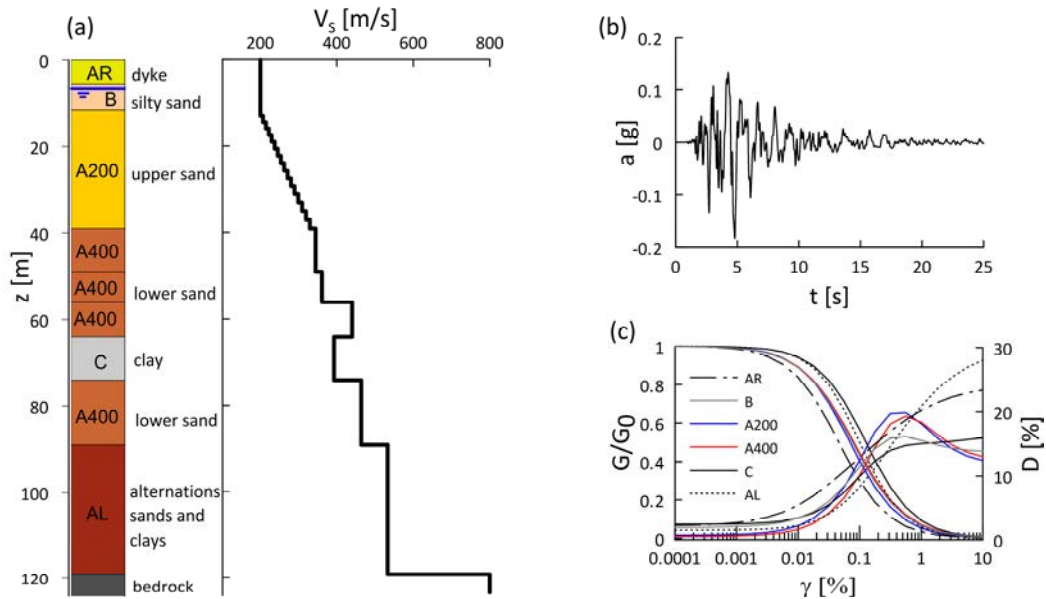 (a)
V_S [m/s]
200 400 600 800
z [m]
0
20
40
60
80
100
120
AR dyke
B silty sand
A200 upper sand
A400
A400 lower sand
A400
C clay
A400 lower sand
AL alternations
sands and
clays
bedrock
(b)
a [g]
0.2
0.1
0
-0.1
-0.2
0 5 10 15 20 25
t [s]
(c)
G/G0
1
0.8
0.6
0.4
0.2
0
AR
B
A200
A400
C
AL
30
20
10
0
D [%]
0.0001 0.001 0.01 0.1 1 10
γ [%]